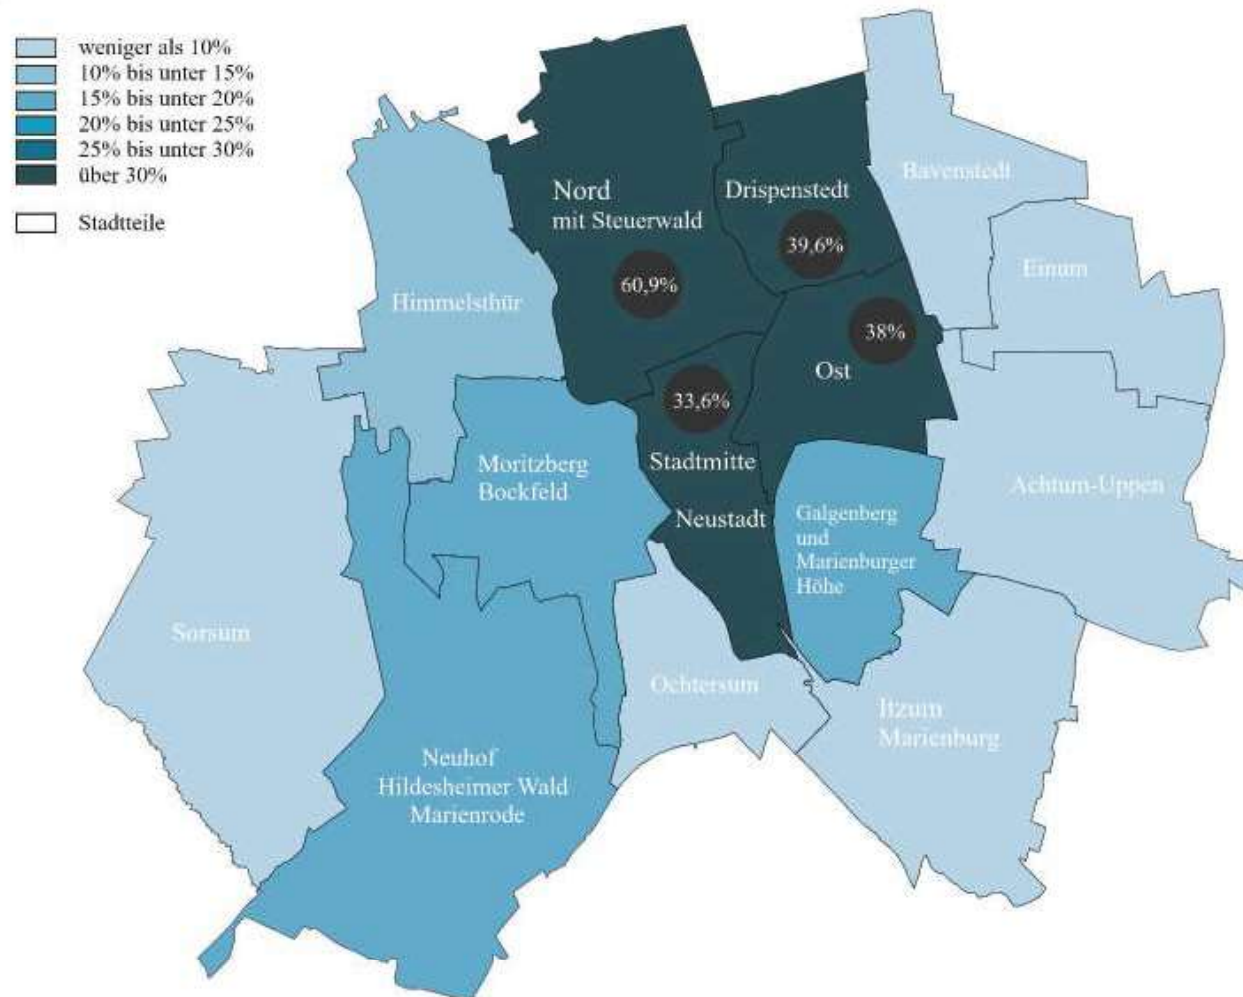 weniger als 10%
10% bis unter 15%
15% bis unter 20%
20% bis unter 25%
25% bis unter 30%
über 30%
Stadtteile
Nord
mit Steuerwald
60,9%
Drispenstedt
39,6%
Bavenstedt
Einum
Himmelsthür
38%
Ost
33,6%
Stadtmitte
Neustadt
Moritzberg
Bockfeld
Achtum-Uppen
Galgenberg
und
Marienburger
Höhe
Sorsum
Ochtersum
Itzum
Marienburg
Neuhof
Hildesheimer Wald
Marienrode